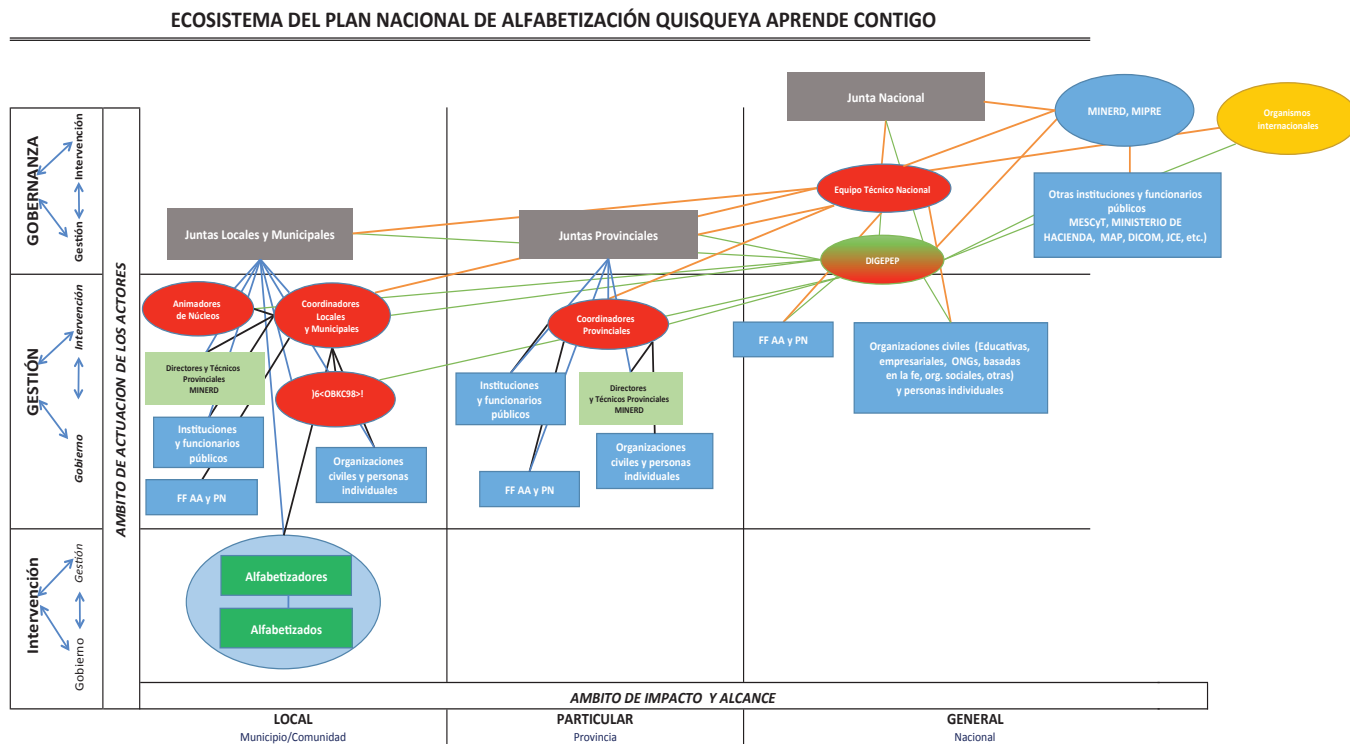 ECOSISTEMA DEL PLAN NACIONAL DE ALFABETIZACIÓN QUISQUEYA APRENDE CONTIGO
GOBERNANZA
Intervención
Gestión
GESTIÓN
Intervención
Gobierno
Intervención
Gestión
Gobierno
AMBITO DE ACTUACION DE LOS ACTORES
Junta Nacional
MINERD, MIPRE
Organismos
Internacionales
Equipo Técnico Nacional
Otras instituciones y funcionarios
públicos
MESCyT, MINISTERIO DE
HACIENDA, MAP, DICOM, JCE, etc.)
Juntas Locales y Municipales
Juntas Provinciales
DIGEPEP
Animadores
de Núcleos
Coordinadores
Locales
y Municipales
Coordinadores
Provinciales
FF AA y PN
Organizaciones civiles (Educativas,
empresariales, ONGs, basadas
en la fe, org. sociales, otras)
y personas individuales
Directores y Técnicos
Provinciales
MINERD
}6<OBKC98>!
Instituciones
y funcionarios
públicos
Directores
y Técnicos Provinciales
MINERD
Instituciones
y funcionarios
públicos
Organizaciones
civiles y personas
individuales
Organizaciones
civiles y personas
individuales
FF AA y PN
FF AA y PN
Alfabetizadores
Alfabetizados
AMBITO DE IMPACTO Y ALCANCE
LOCAL
Municipio/Comunidad
PARTICULAR
Provincia
GENERAL
Nacional